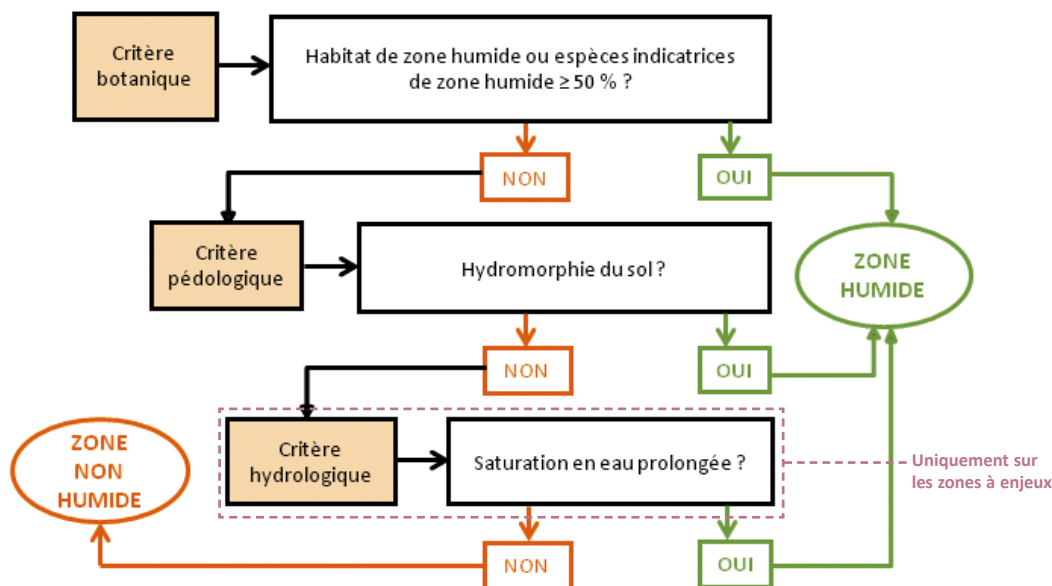 Critère
botanique
Habitat de zone humide ou espèces indicatrices
de zone humide ≥ 50 % ?
NON
OUI
Critère
pédologique
Hydromorphie du sol ?
ZONE
HUMIDE
NON
OUI
ZONE
NON
HUMIDE
Critère
hydrologique
Saturation en eau prolongée ?
Uniquement sur
les zones à enjeux
NON
OUI